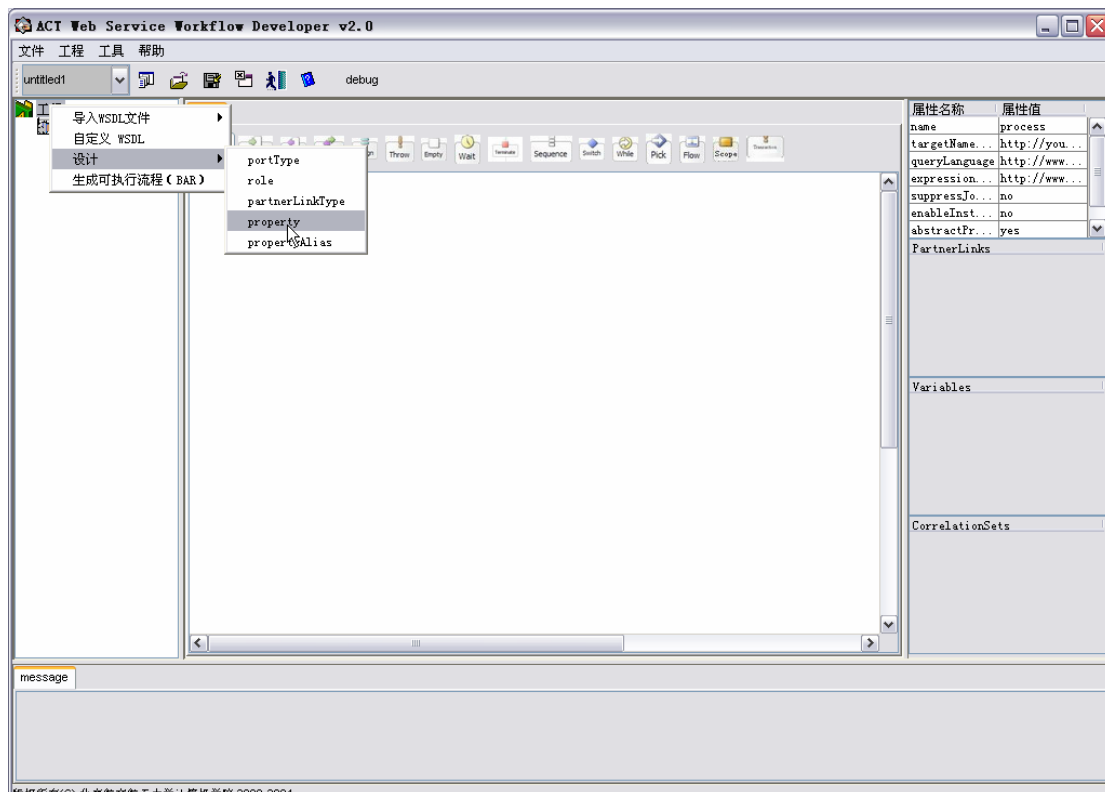 ACT Web Service Workflow Developer v2.0
文件 工程 工具 帮助
untitled1 debug
导入WSDL文件
自定义 WSDL
设计
生成可执行流程(BAR)
portType
role
partnerLinkType
property
propertyAlias
Throw Empty Wait Terminate Sequence Switch While Pick Flow Scope
属性名称 属性值
name process
targetName... http://you...
queryLanguage http://www...
expression... http://www...
suppressJo... no
enableInst... no
abstractPr... yes
PartnerLinks
Variables
CorrelationSets
message